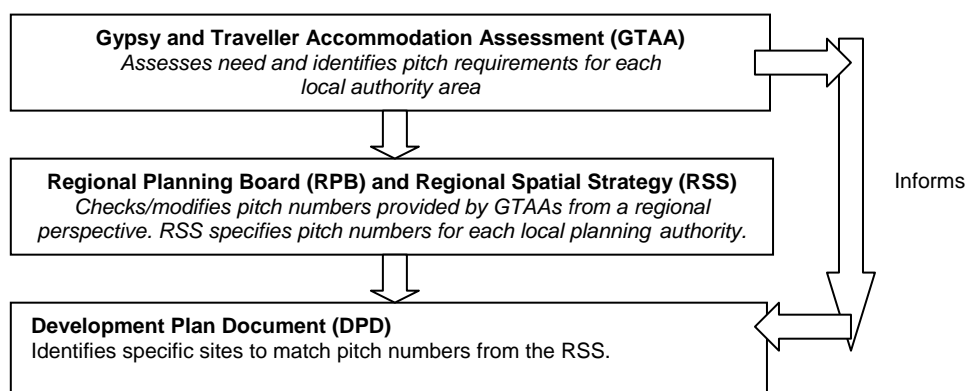 Gypsy and Traveller Accommodation Assessment (GTAA)
Assesses need and identifies pitch requirements for each
local authority area
Regional Planning Board (RPB) and Regional Spatial Strategy (RSS)
Checks/modifies pitch numbers provided by GTAAs from a regional
perspective. RSS specifies pitch numbers for each local planning authority.
Informs
Development Plan Document (DPD)
Identifies specific sites to match pitch numbers from the RSS.